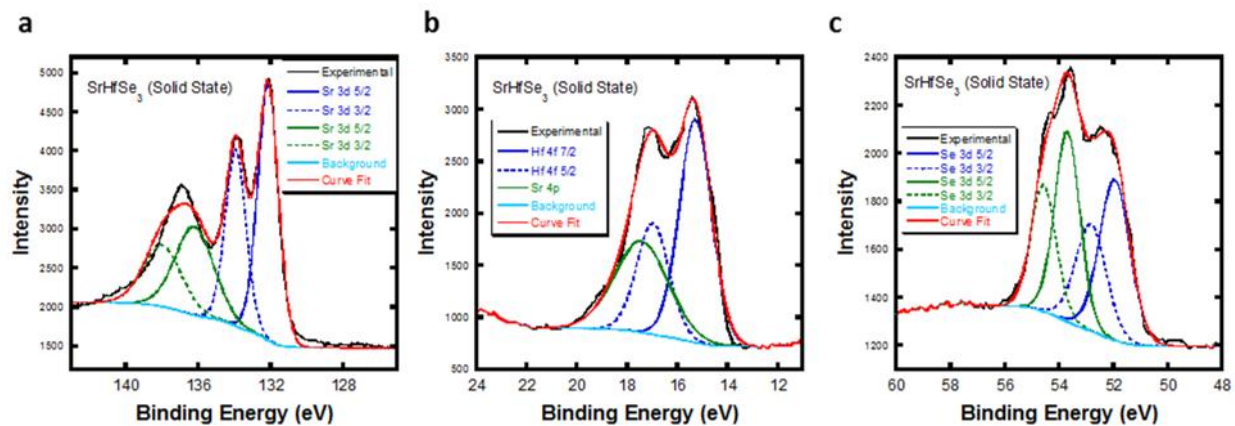 a
SrHfSe3 (Solid State)
Experimental
Sr 3d 5/2
Sr 3d 3/2
Sr 3d 5/2
Sr 3d 3/2
Background
Curve Fit
Intensity
5000
4500
4000
3500
3000
2500
2000
1500
140
136
132
128
Binding Energy (eV)
b
SrHfSe3 (Solid State)
Experimental
Hf 4f 7/2
Hf 4f 5/2
Sr 4p
Background
Curve Fit
Intensity
3500
3000
2500
2000
1500
1000
500
24
20
16
14
12
Binding Energy (eV)
c
SrHfSe3 (Solid State)
Experimental
Se 3d 5/2
Se 3d 3/2
Se 3d 5/2
Se 3d 3/2
Background
Curve Fit
Intensity
2400
2200
2000
1800
1600
1400
1200
60
56
54
52
50
48
Binding Energy (eV)